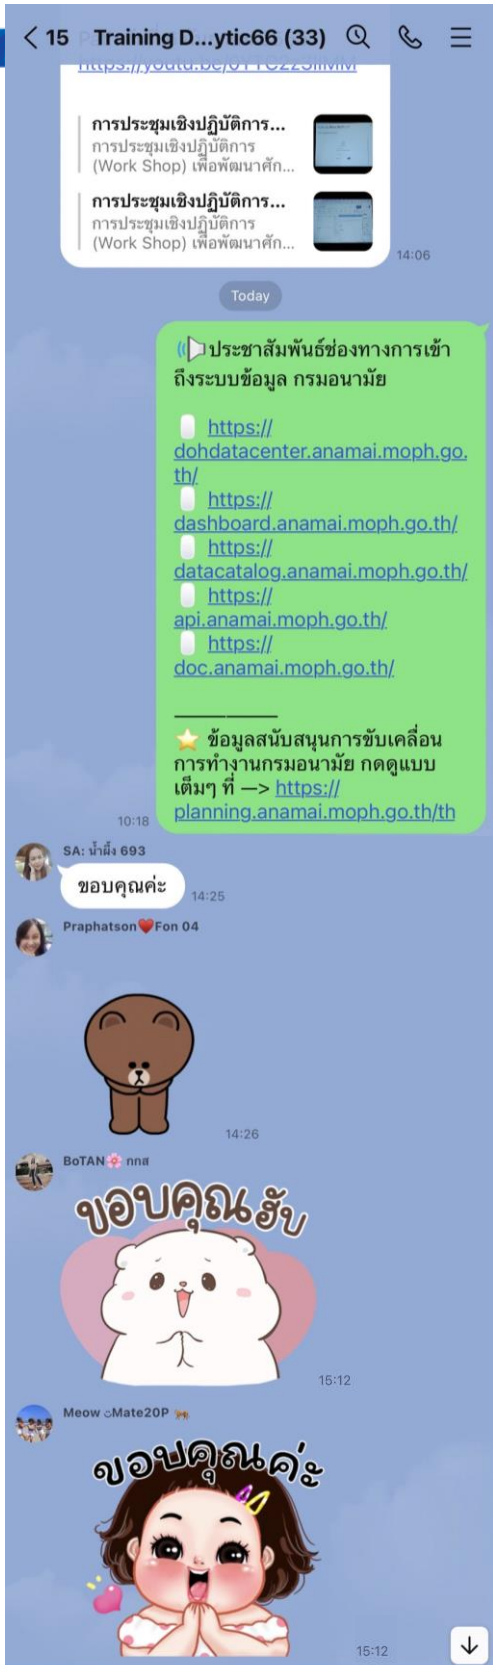 15 Training D...ytic66 (33)
การประชุมเชิงปฏิบัติการ...
การประชุมเชิงปฏิบัติการ
(Work Shop) เพื่อพัฒนาศัก...
การประชุมเชิงปฏิบัติการ...
การประชุมเชิงปฏิบัติการ
(Work Shop) เพื่อพัฒนาศัก...
14:06
Today
ประชาสัมพันธ์ช่องทางการเข้า
ถึงระบบข้อมูล กรมอนามัย
https://
dohdatacenter.anamai.moph.go.
th/
https://
dashboard.anamai.moph.go.th/
https://
datacatalog.anamai.moph.go.th/
https://
api.anamai.moph.go.th/
https://
doc.anamai.moph.go.th/
⭐ ข้อมูลสนับสนุนการขับเคลื่อน
การทำงานกรมอนามัย กดดูแบบ
เต็มๆ ที่ —> https://
planning.anamai.moph.go.th/th
10:18
SA: น้ำผึ้ง 693
ขอบคุณค่ะ
14:25
Praphatson❤️Fon 04
14:26
BoTAN🌸 กกส
ขอบคุณฮับ
15:12
Meow Mate20P
ขอบคุณค่ะ
15:12